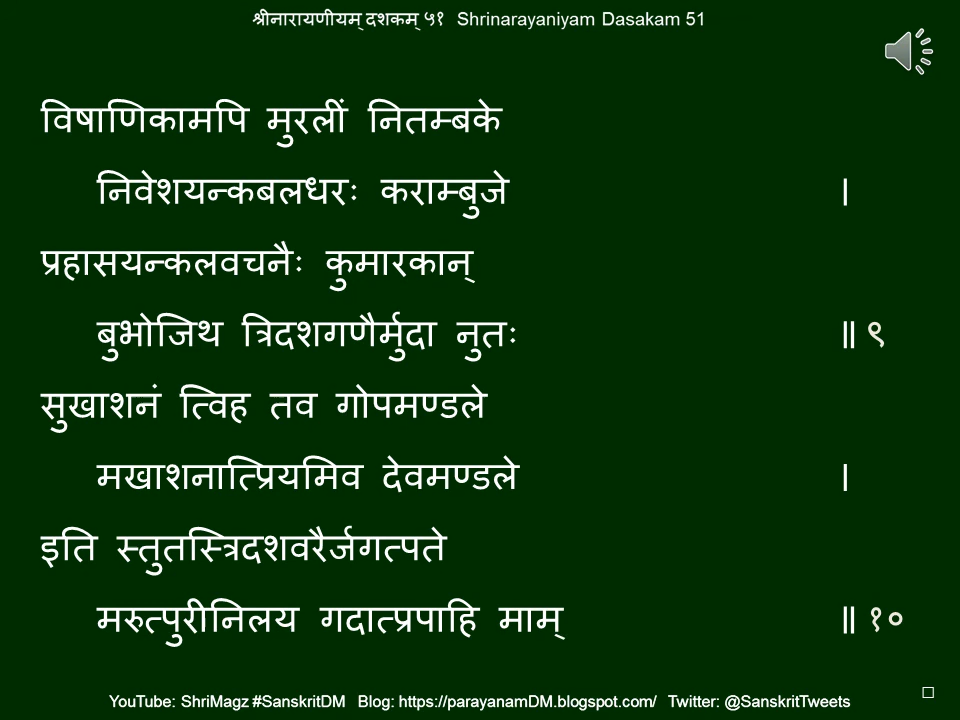 श्रीनारायणीयम् दशकम् ५१ Shrinarayaniyam Dasakam 51
विषाणिकामपि मुरलीं नितम्बके
निवेशयन्कबलधरः कराम्बुजे ।
प्रहासयन्कलवचनैः कुमारकान्
बुभोजिथ त्रिदशगणैर्मुदा नुतः ॥ ९
सुखाशनं त्विह तव गोपमण्डले
मखाशनात्प्रियमिव देवमण्डले ।
इति स्तुतस्त्रिदशवरैर्जगत्पते
मरुत्पुरीनिलय गदात्प्रपाहि माम् ॥ १०
YouTube: ShriMagz #SanskritDM Blog: https://parayanamDM.blogspot.com/ Twitter: @SanskritTweets